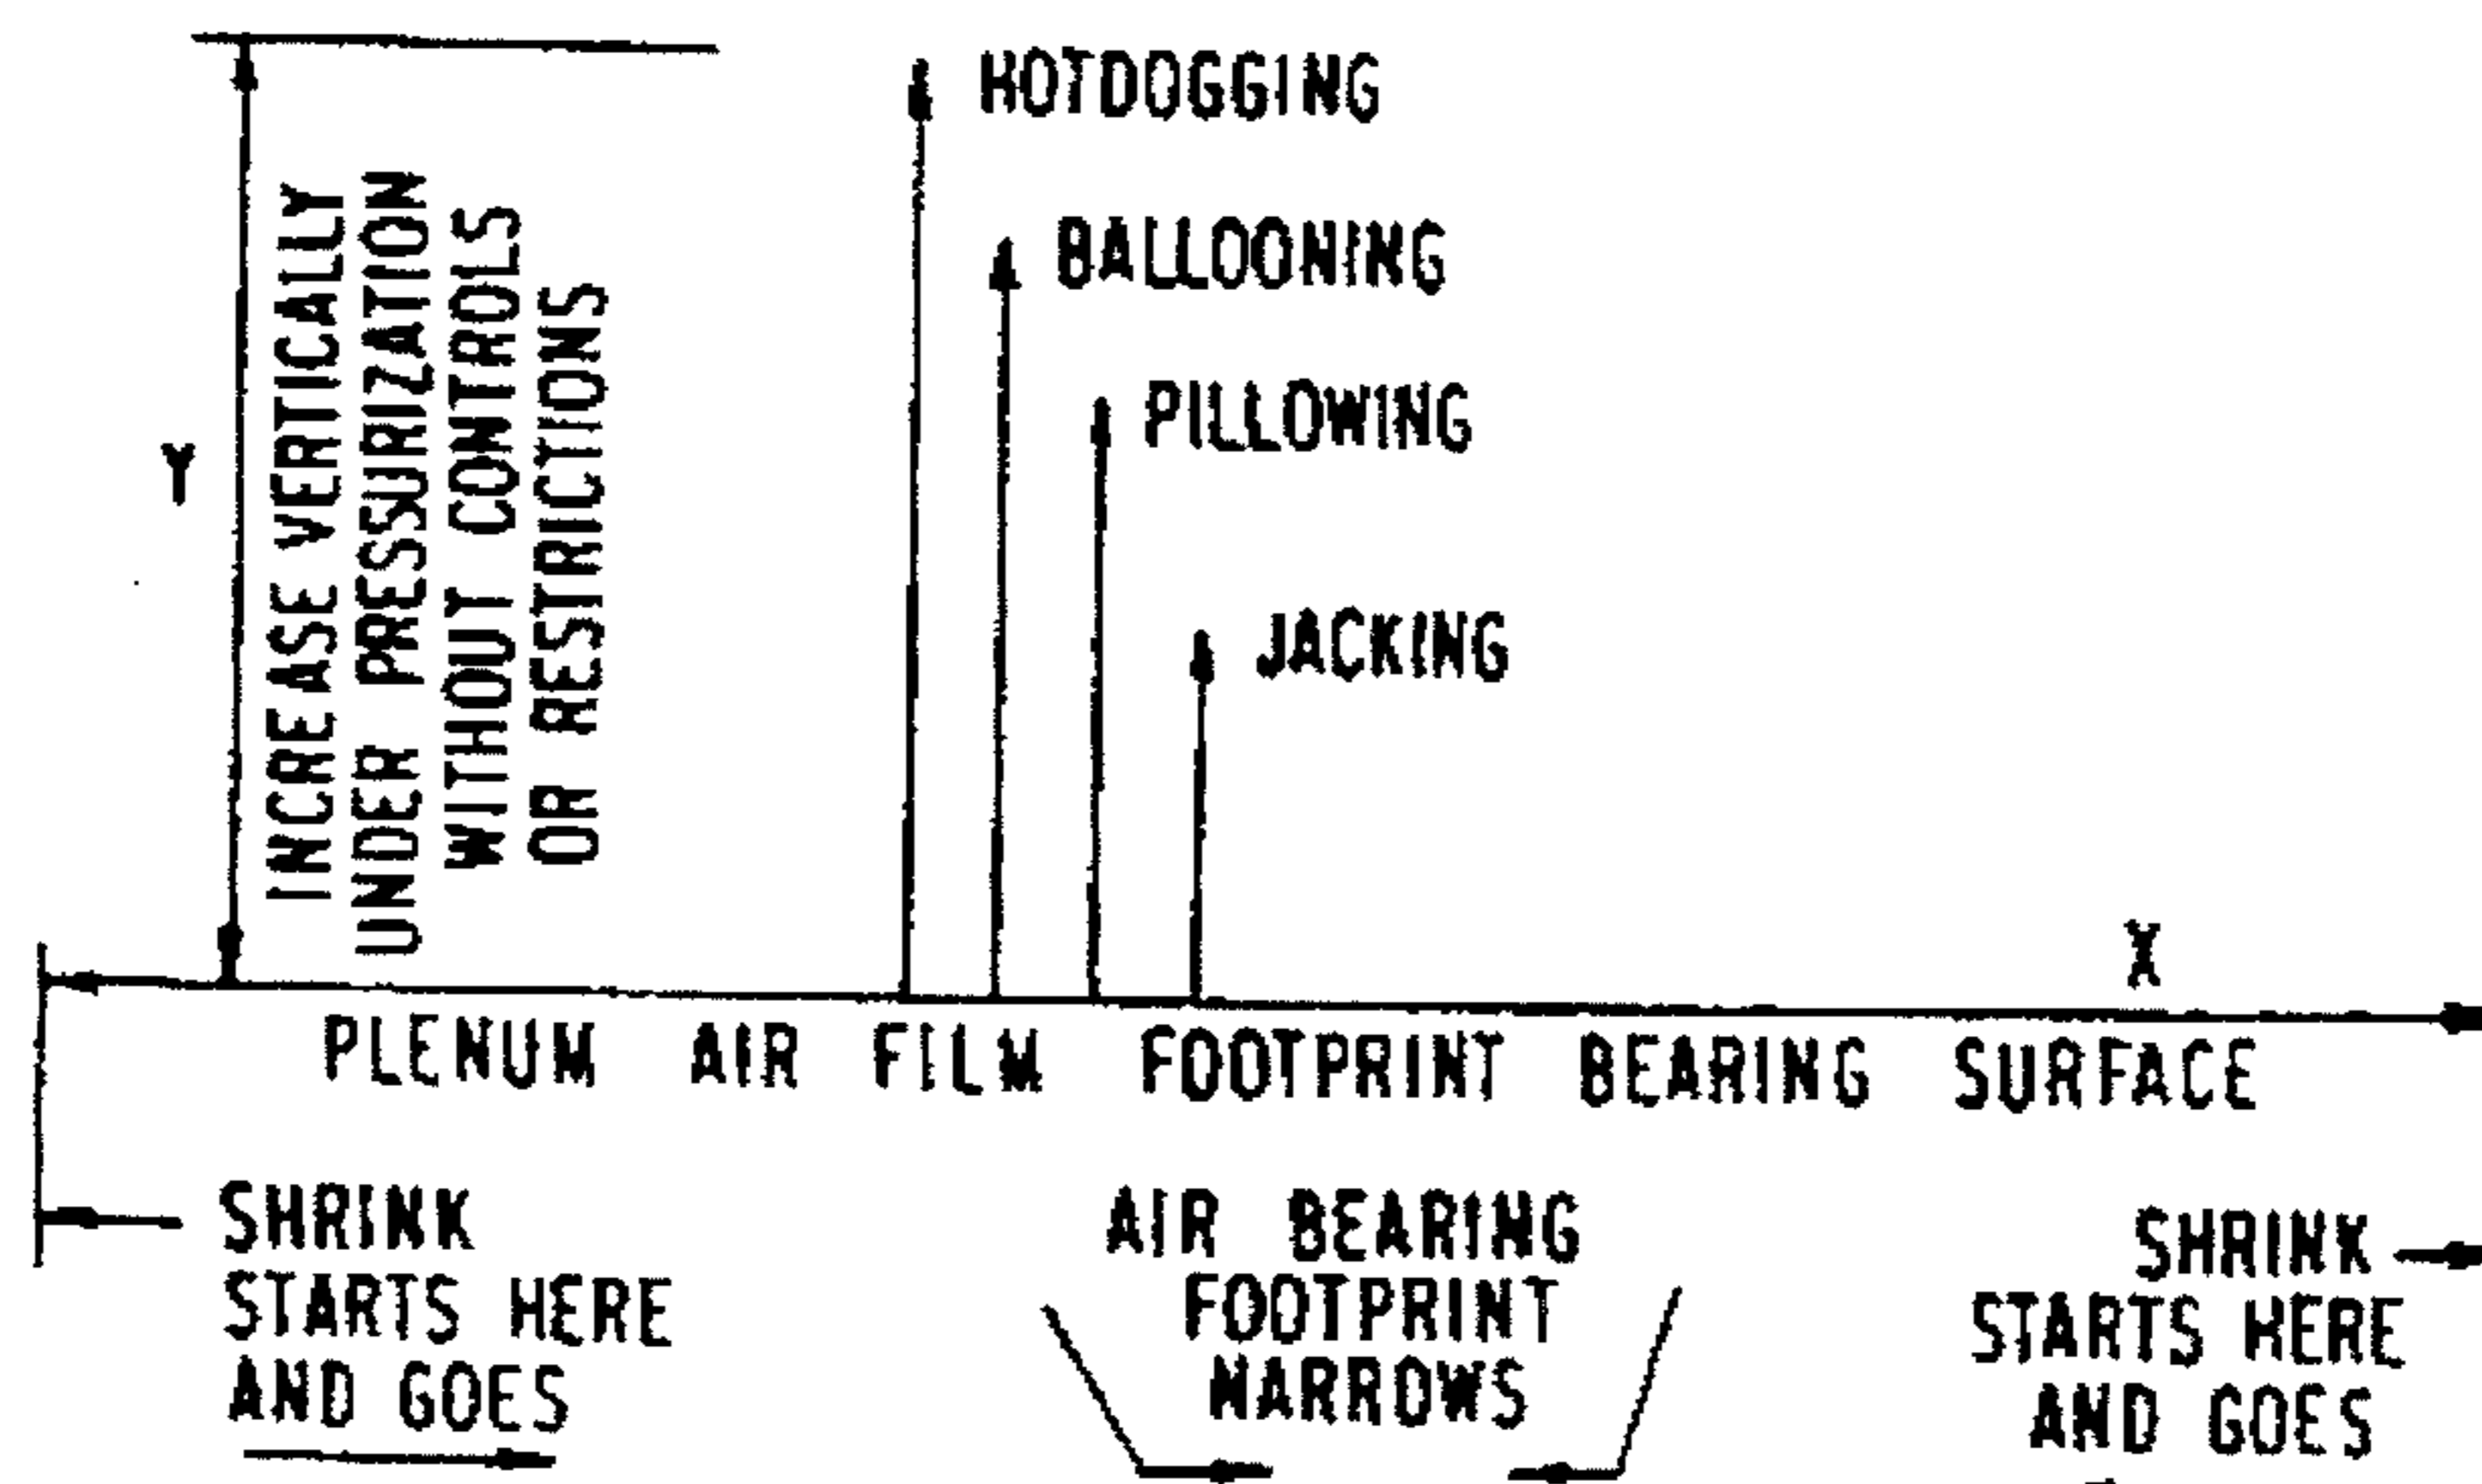 HOTDOGGING
BALLOONING
PILLOWING
JACKING
Y
INCREASE VERTICALLY
UNDER PRESSURIZATION
WITHOUT CONTROLS
OR RESTRICTIONS
X
PLENUM AIR FILM FOOTPRINT BEARING SURFACE
SHRINK
STARTS HERE
AND GOES
AIR BEARING
FOOTPRINT
NARROWS
SHRINK
STARTS HERE
AND GOES